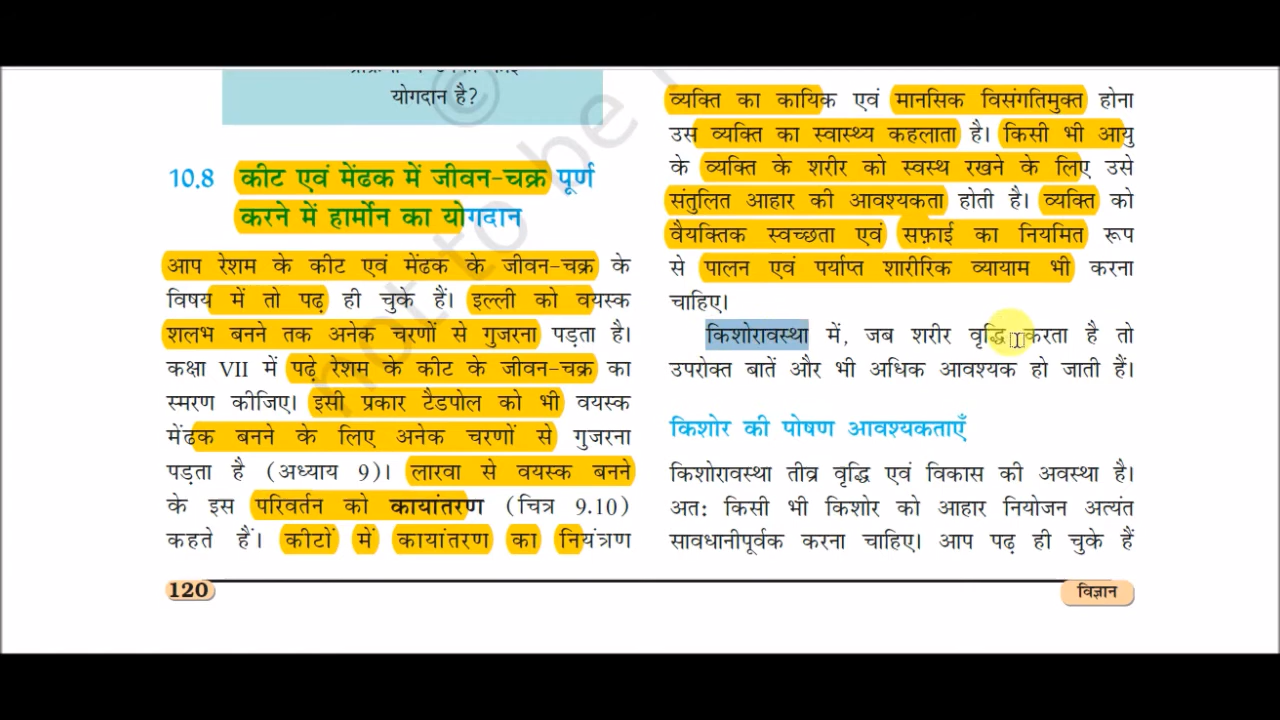 योगदान है?
10.8 कीट एवं मेंढक में जीवन-चक्र पूर्ण
करने में हार्मोन का योगदान
आप रेशम के कीट एवं मेंढक के जीवन-चक्र के
विषय में तो पढ़ ही चुके हैं। इल्ली को वयस्क
शलभ बनने तक अनेक चरणों से गुजरना पड़ता है।
कक्षा VII में पढ़े रेशम के कीट के जीवन-चक्र का
स्मरण कीजिए। इसी प्रकार टैडपोल को भी वयस्क
मेंढक बनने के लिए अनेक चरणों से गुजरना
पड़ता है (अध्याय 9)। लारवा से वयस्क बनने
के इस परिवर्तन को कायांतरण (चित्र 9.10)
कहते हैं। कीटों में कायांतरण का नियंत्रण
व्यक्ति का कायिक एवं मानसिक विसंगतिमुक्त होना
उस व्यक्ति का स्वास्थ्य कहलाता है। किसी भी आयु
के व्यक्ति के शरीर को स्वस्थ रखने के लिए उसे
संतुलित आहार की आवश्यकता होती है। व्यक्ति को
वैयक्तिक स्वच्छता एवं सफ़ाई का नियमित रूप
से पालन एवं पर्याप्त शारीरिक व्यायाम भी करना
चाहिए।
किशोरावस्था में, जब शरीर वृद्धि करता है तो
उपरोक्त बातें और भी अधिक आवश्यक हो जाती हैं।
किशोर की पोषण आवश्यकताएँ
किशोरावस्था तीव्र वृद्धि एवं विकास की अवस्था है।
अतः किसी भी किशोर को आहार नियोजन अत्यंत
सावधानीपूर्वक करना चाहिए। आप पढ़ ही चुके हैं
120
विज्ञान
© not to be